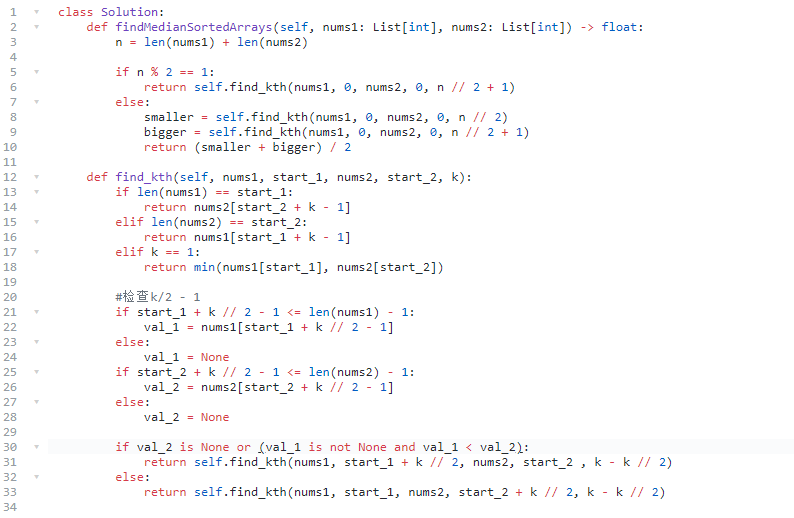 1 class Solution:
2     def findMedianSortedArrays(self, nums1: List[int], nums2: List[int]) -> float:
3         n = len(nums1) + len(nums2)
4
5         if n % 2 == 1:
6             return self.find_kth(nums1, 0, nums2, 0, n // 2 + 1)
7         else:
8             smaller = self.find_kth(nums1, 0, nums2, 0, n // 2)
9             bigger = self.find_kth(nums1, 0, nums2, 0, n // 2 + 1)
10             return (smaller + bigger) / 2
11
12     def find_kth(self, nums1, start_1, nums2, start_2, k):
13         if len(nums1) == start_1:
14             return nums2[start_2 + k - 1]
15         elif len(nums2) == start_2:
16             return nums1[start_1 + k - 1]
17         elif k == 1:
18             return min(nums1[start_1], nums2[start_2])
19
20         #检查k/2 - 1
21         if start_1 + k // 2 - 1 <= len(nums1) - 1:
22             val_1 = nums1[start_1 + k // 2 - 1]
23         else:
24             val_1 = None
25         if start_2 + k // 2 - 1 <= len(nums2) - 1:
26             val_2 = nums2[start_2 + k // 2 - 1]
27         else:
28             val_2 = None
29
30         if val_2 is None or (val_1 is not None and val_1 < val_2):
31             return self.find_kth(nums1, start_1 + k // 2, nums2, start_2 , k - k // 2)
32         else:
33             return self.find_kth(nums1, start_1, nums2, start_2 + k // 2, k - k // 2)
34